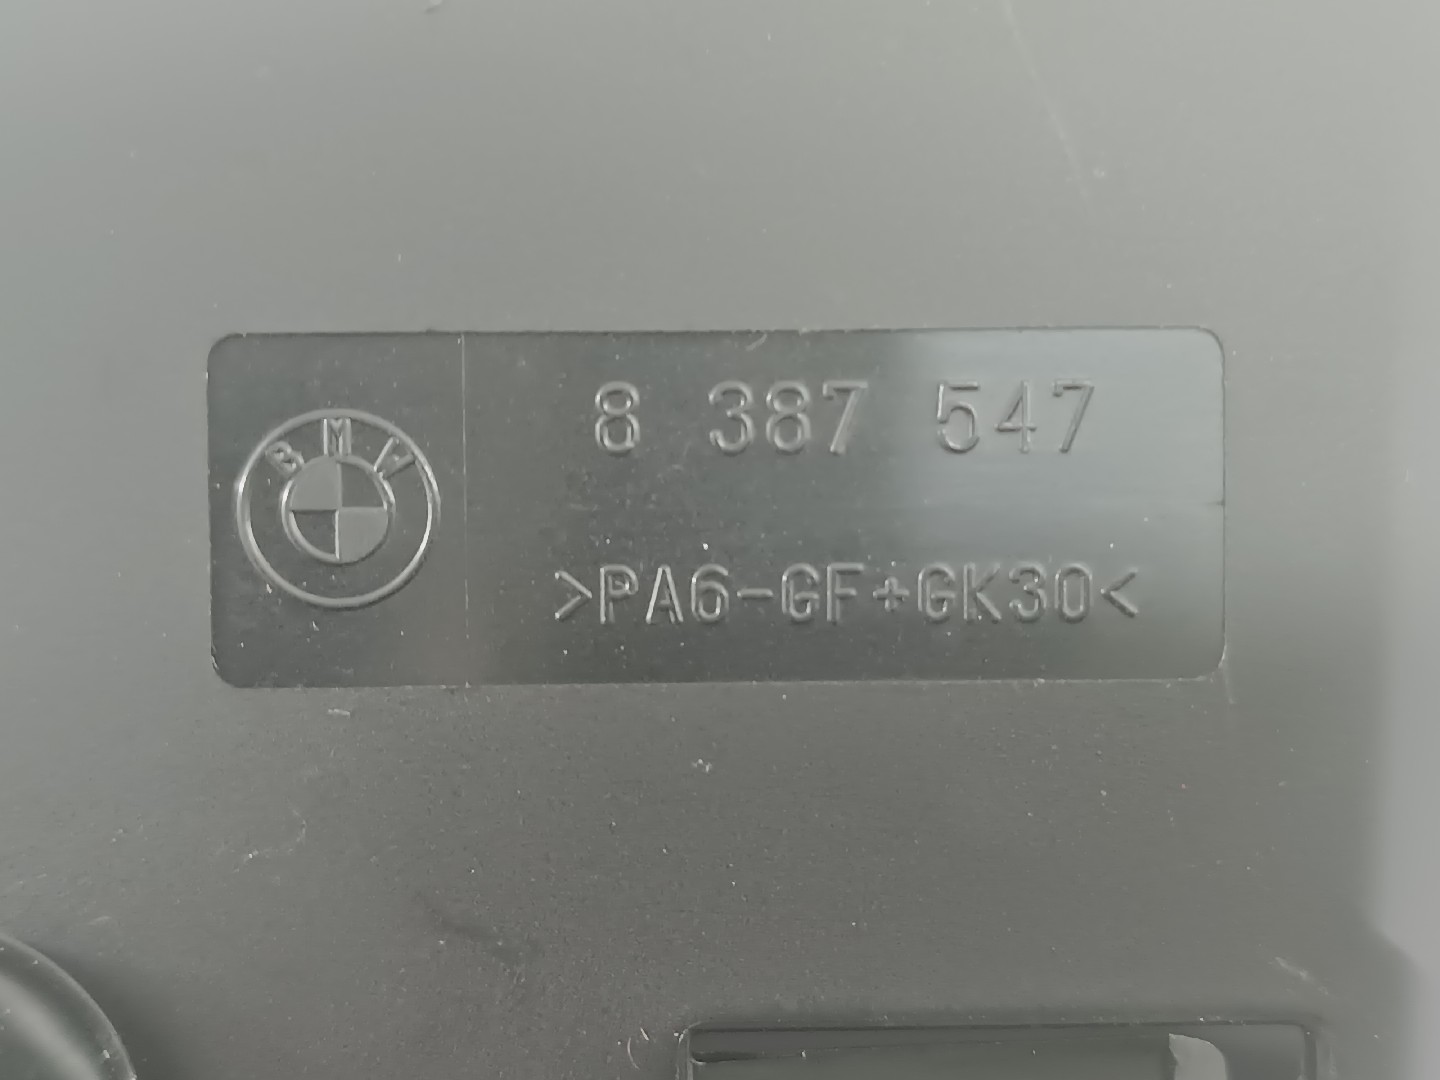 BMW
8 387 547
>PA6-GF+GK30<